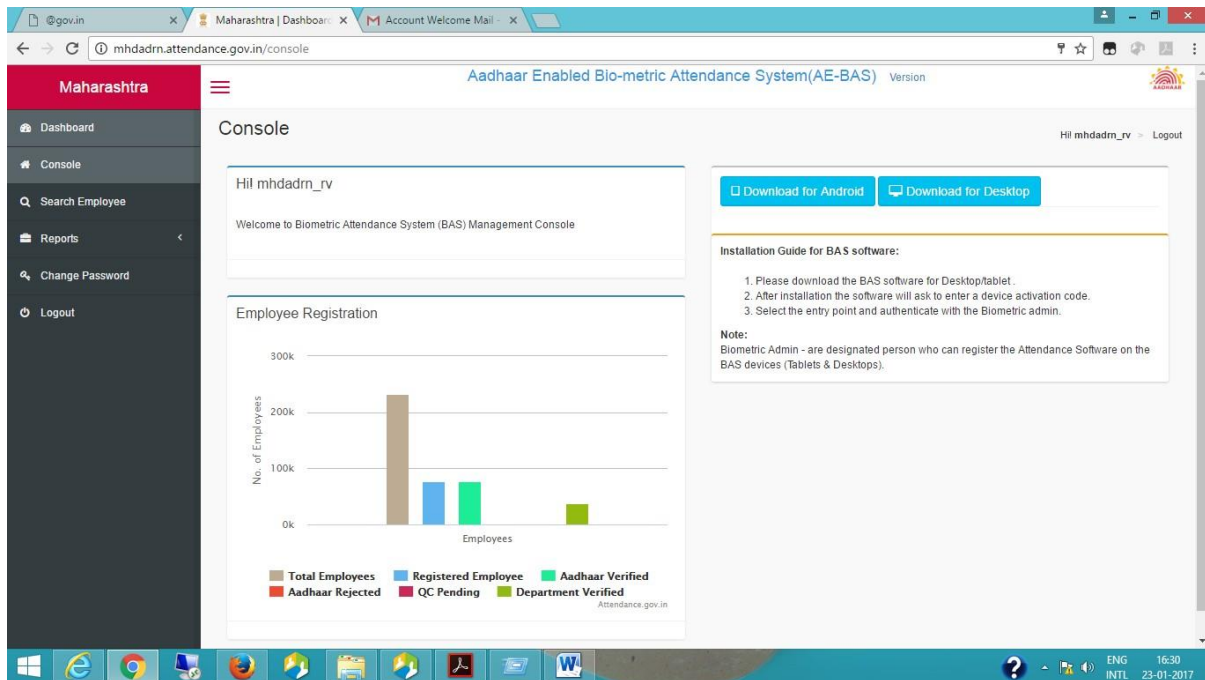 @gov.in
Maharashtra | Dashboar
Account Welcome Mail -
mhdadrn.attendance.gov.in/console
Maharashtra
Aadhaar Enabled Bio-metric Attendance System(AE-BAS) Version
AADHAAR
Dashboard
Console
Search Employee
Reports
Change Password
Logout
Console
Hi! mhdadrn_rv > Logout
Hi! mhdadrn_rv
Welcome to Biometric Attendance System (BAS) Management Console
Download for Android
Download for Desktop
Installation Guide for BAS software:
1. Please download the BAS software for Desktop/tablet .
2. After installation the software will ask to enter a device activation code.
3. Select the entry point and authenticate with the Biometric admin.
Note:
Biometric Admin - are designated person who can register the Attendance Software on the
BAS devices (Tablets & Desktops).
Employee Registration
300k
200k
100k
0k
No. of Employees
Employees
Total Employees Registered Employee Aadhaar Verified
Aadhaar Rejected QC Pending Department Verified
Attendance.gov.in
ENG 16:30
INTL 23-01-2017